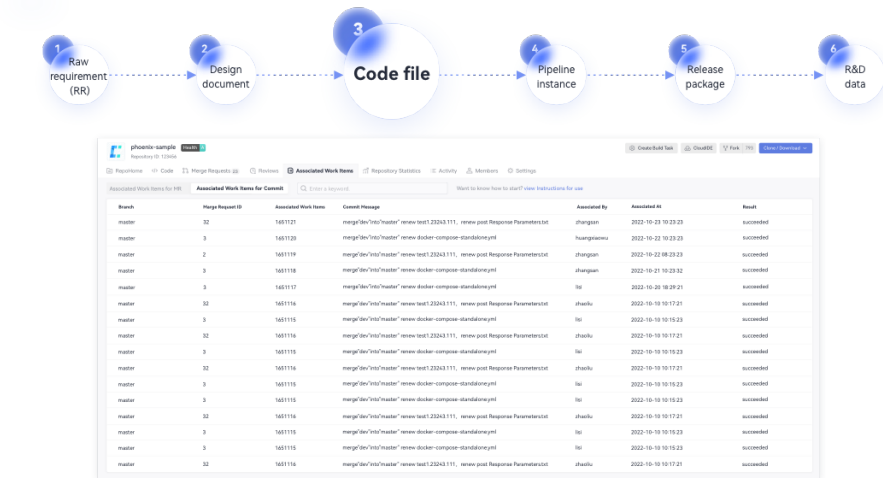 1
Raw
requirement
(RR)
2
Design
document
3
Code file
4
Pipeline
instance
5
Release
package
6
R&D
data
phoenix-sample Health
Repository ID: 123456
Create Build Task CloudIDE Fork Clone / Download
RepoHome Code Merge Requests Reviews Associated Work Items Repository Statistics Activity Members Settings
Associated Work Items for MR Associated Work Items for Commit Enter a keyword. Want to know how to start? view Instructions for use
Branch Merge Request ID Associated Work Items Commit Message Associated By Associated At Result
master 32 1651121 merge"dev"into"master" renew test1.23243.111, renew post Response Parameters.txt zhangsan 2022-10-23 10:23:23 succeeded
master 3 1651120 merge"dev"into"master" renew docker-compose-standalone.yml huangxiaowu 2022-10-22 10:23:23 succeeded
master 2 1651119 merge"dev"into"master" renew test1.23243.111, renew post Response Parameters.txt zhangsan 2022-10-22 08:23:23 succeeded
master 3 1651118 merge"dev"into"master" renew docker-compose-standalone.yml zhangsan 2022-10-21 10:23:32 succeeded
master 3 1651117 merge"dev"into"master" renew docker-compose-standalone.yml lisi 2022-10-20 18:29:21 succeeded
master 32 1651116 merge"dev"into"master" renew test1.23243.111, renew post Response Parameters.txt zhaoliu 2022-10-10 10:17:21 succeeded
master 3 1651115 merge"dev"into"master" renew docker-compose-standalone.yml lisi 2022-10-10 10:15:23 succeeded
master 32 1651116 merge"dev"into"master" renew test1.23243.111, renew post Response Parameters.txt zhaoliu 2022-10-10 10:17:21 succeeded
master 3 1651115 merge"dev"into"master" renew docker-compose-standalone.yml lisi 2022-10-10 10:15:23 succeeded
master 32 1651116 merge"dev"into"master" renew test1.23243.111, renew post Response Parameters.txt zhaoliu 2022-10-10 10:17:21 succeeded
master 3 1651115 merge"dev"into"master" renew docker-compose-standalone.yml lisi 2022-10-10 10:15:23 succeeded
master 3 1651115 merge"dev"into"master" renew docker-compose-standalone.yml lisi 2022-10-10 10:15:23 succeeded
master 32 1651116 merge"dev"into"master" renew test1.23243.111, renew post Response Parameters.txt zhaoliu 2022-10-10 10:17:21 succeeded
master 3 1651115 merge"dev"into"master" renew docker-compose-standalone.yml lisi 2022-10-10 10:15:23 succeeded
master 3 1651115 merge"dev"into"master" renew docker-compose-standalone.yml lisi 2022-10-10 10:15:23 succeeded
master 32 1651116 merge"dev"into"master" renew test1.23243.111, renew post Response Parameters.txt zhaoliu 2022-10-10 10:17:21 succeeded